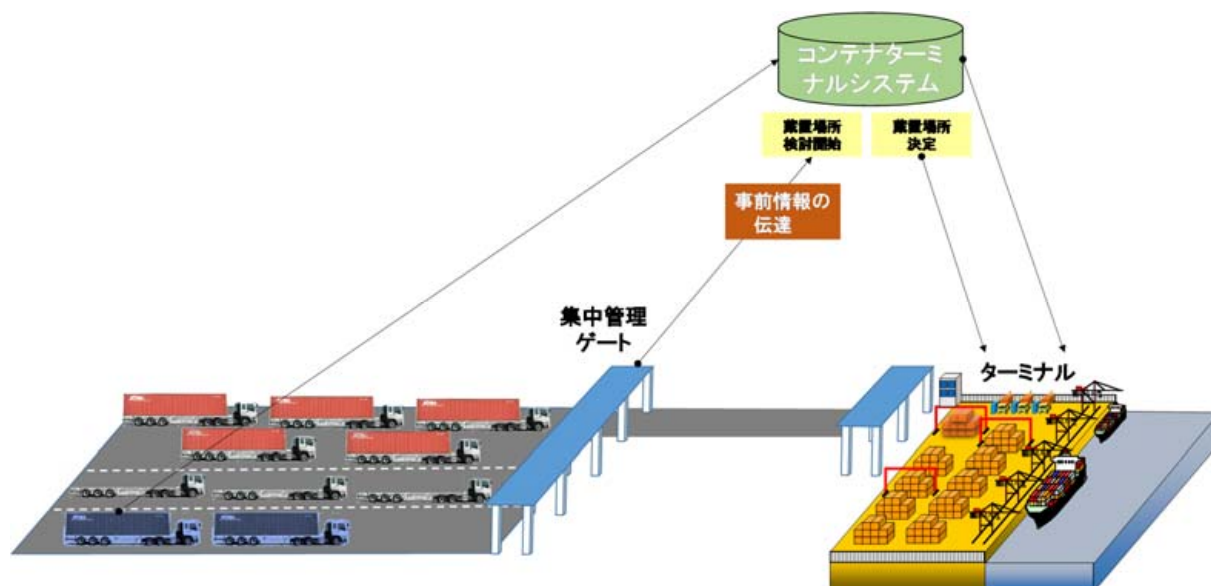 コンテナターミ
ナルシステム
蔵置場所
検討開始
蔵置場所
決定
事前情報の
伝達
集中管理
ゲート
ターミナル